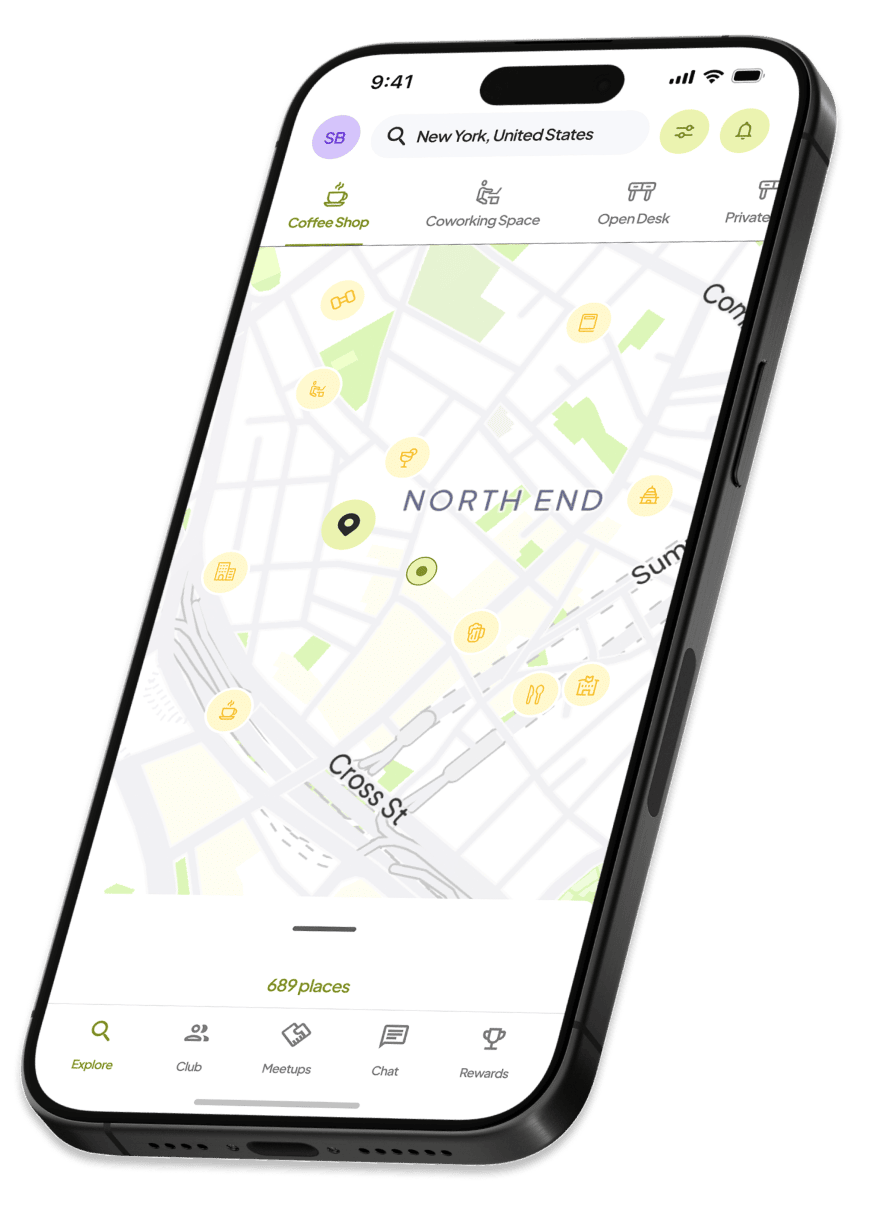 9:41
SB
New York, United States
Coffee Shop
Coworking Space
Open Desk
Private
Com
NORTH END
Sum
Cross St
689 places
Explore
Club
Meetups
Chat
Rewards